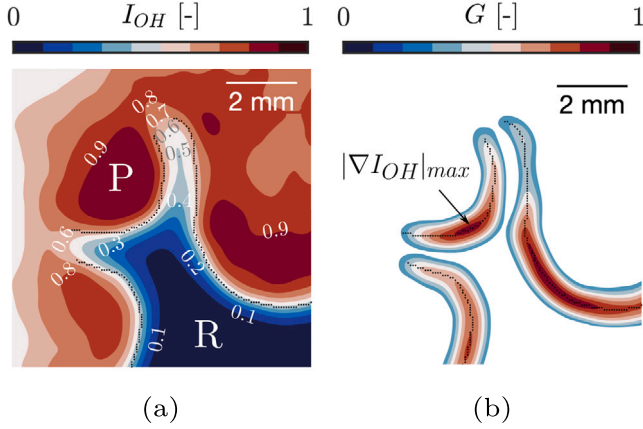 0 I_OH [-] 1
0 G [-] 1
2 mm
2 mm
0.8
0.7
0.6
0.5
0.9
P
|∇I_OH|max
0.4
0.6
0.3
0.9
0.8
0.2
0.1
0.1
R
(a)
(b)